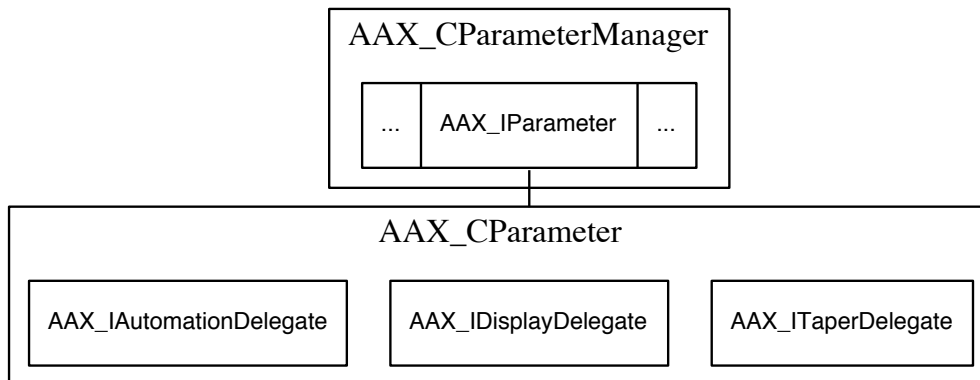 AAX_CParameterManager
... AAX_IParameter ...
AAX_CParameter
AAX_IAutomationDelegate AAX_IDisplayDelegate AAX_ITaperDelegate